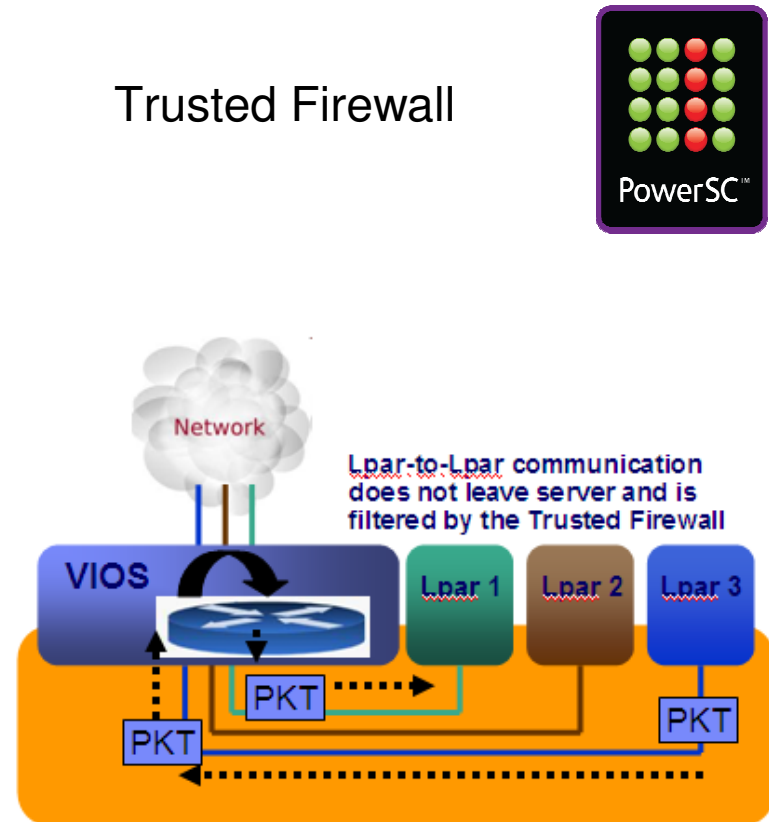 Trusted Firewall
PowerSC™
Network
Lpar-to-Lpar communication
does not leave server and is
filtered by the Trusted Firewall
VIOS
Lpar 1
Lpar 2
Lpar 3
PKT
PKT
PKT